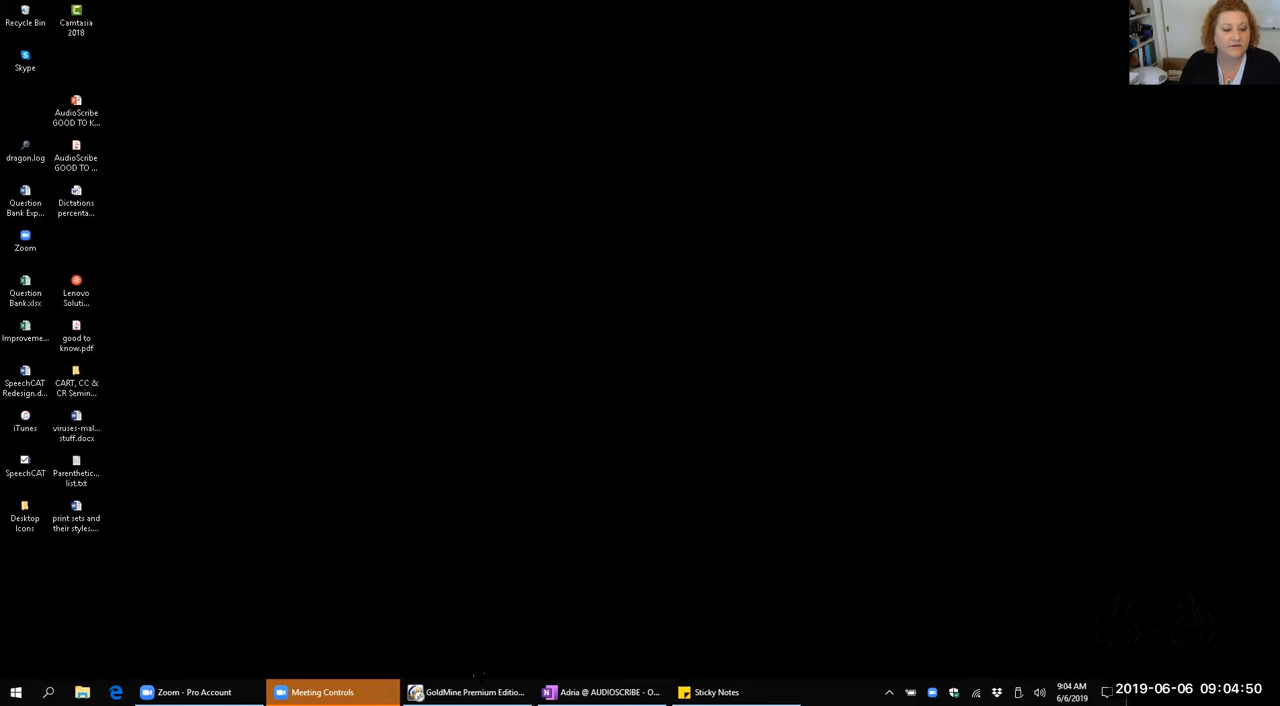 Recycle Bin
Camtasia
2018
Skype
AudioScribe
GOOD TO K...
dragon.log
AudioScribe
GOOD TO ...
Question
Bank Exp...
Dictations
percenta...
Zoom
Question
Bank.xlsx
Lenovo
Soluti...
Improveme...
good to
know.pdf
SpeechCAT
Redesign.d...
CART, CC &
CR Semin...
iTunes
viruses-mal...
stuff.docx
SpeechCAT
Parenthetic...
list.txt
Desktop
Icons
print sets and
their styles....
Zoom - Pro Account
Meeting Controls
GoldMine Premium Editio...
Adria @ AUDIOSCRIBE - O...
Sticky Notes
9:04 AM
6/6/2019
2019-06-06 09:04:50